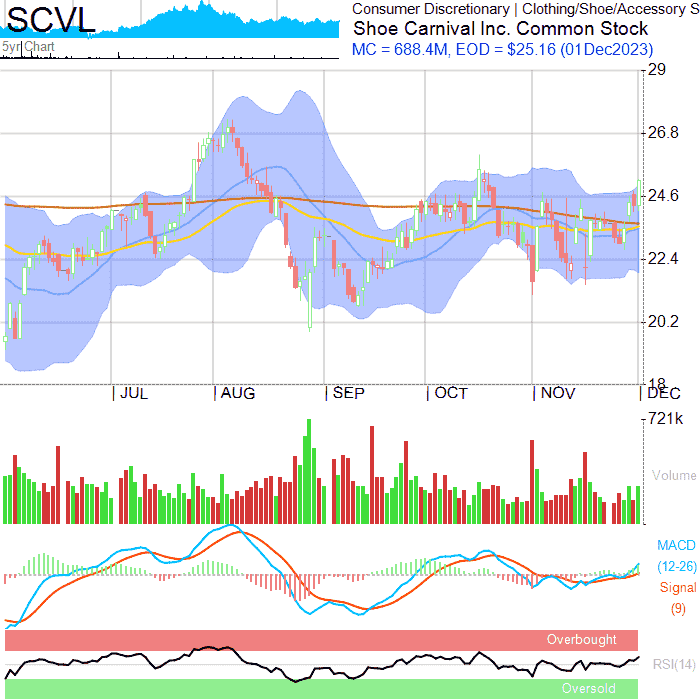 SCVL
5yr Chart
Consumer Discretionary | Clothing/Shoe/Accessory S
Shoe Carnival Inc. Common Stock
MC = 688.4M, EOD = $25.16 (01Dec2023)
29
26.8
24.6
22.4
20.2
18
JUL AUG SEP OCT NOV DEC
721k
Volume
MACD
(12-26)
Signal
(9)
Overbought
RSI(14)
Oversold